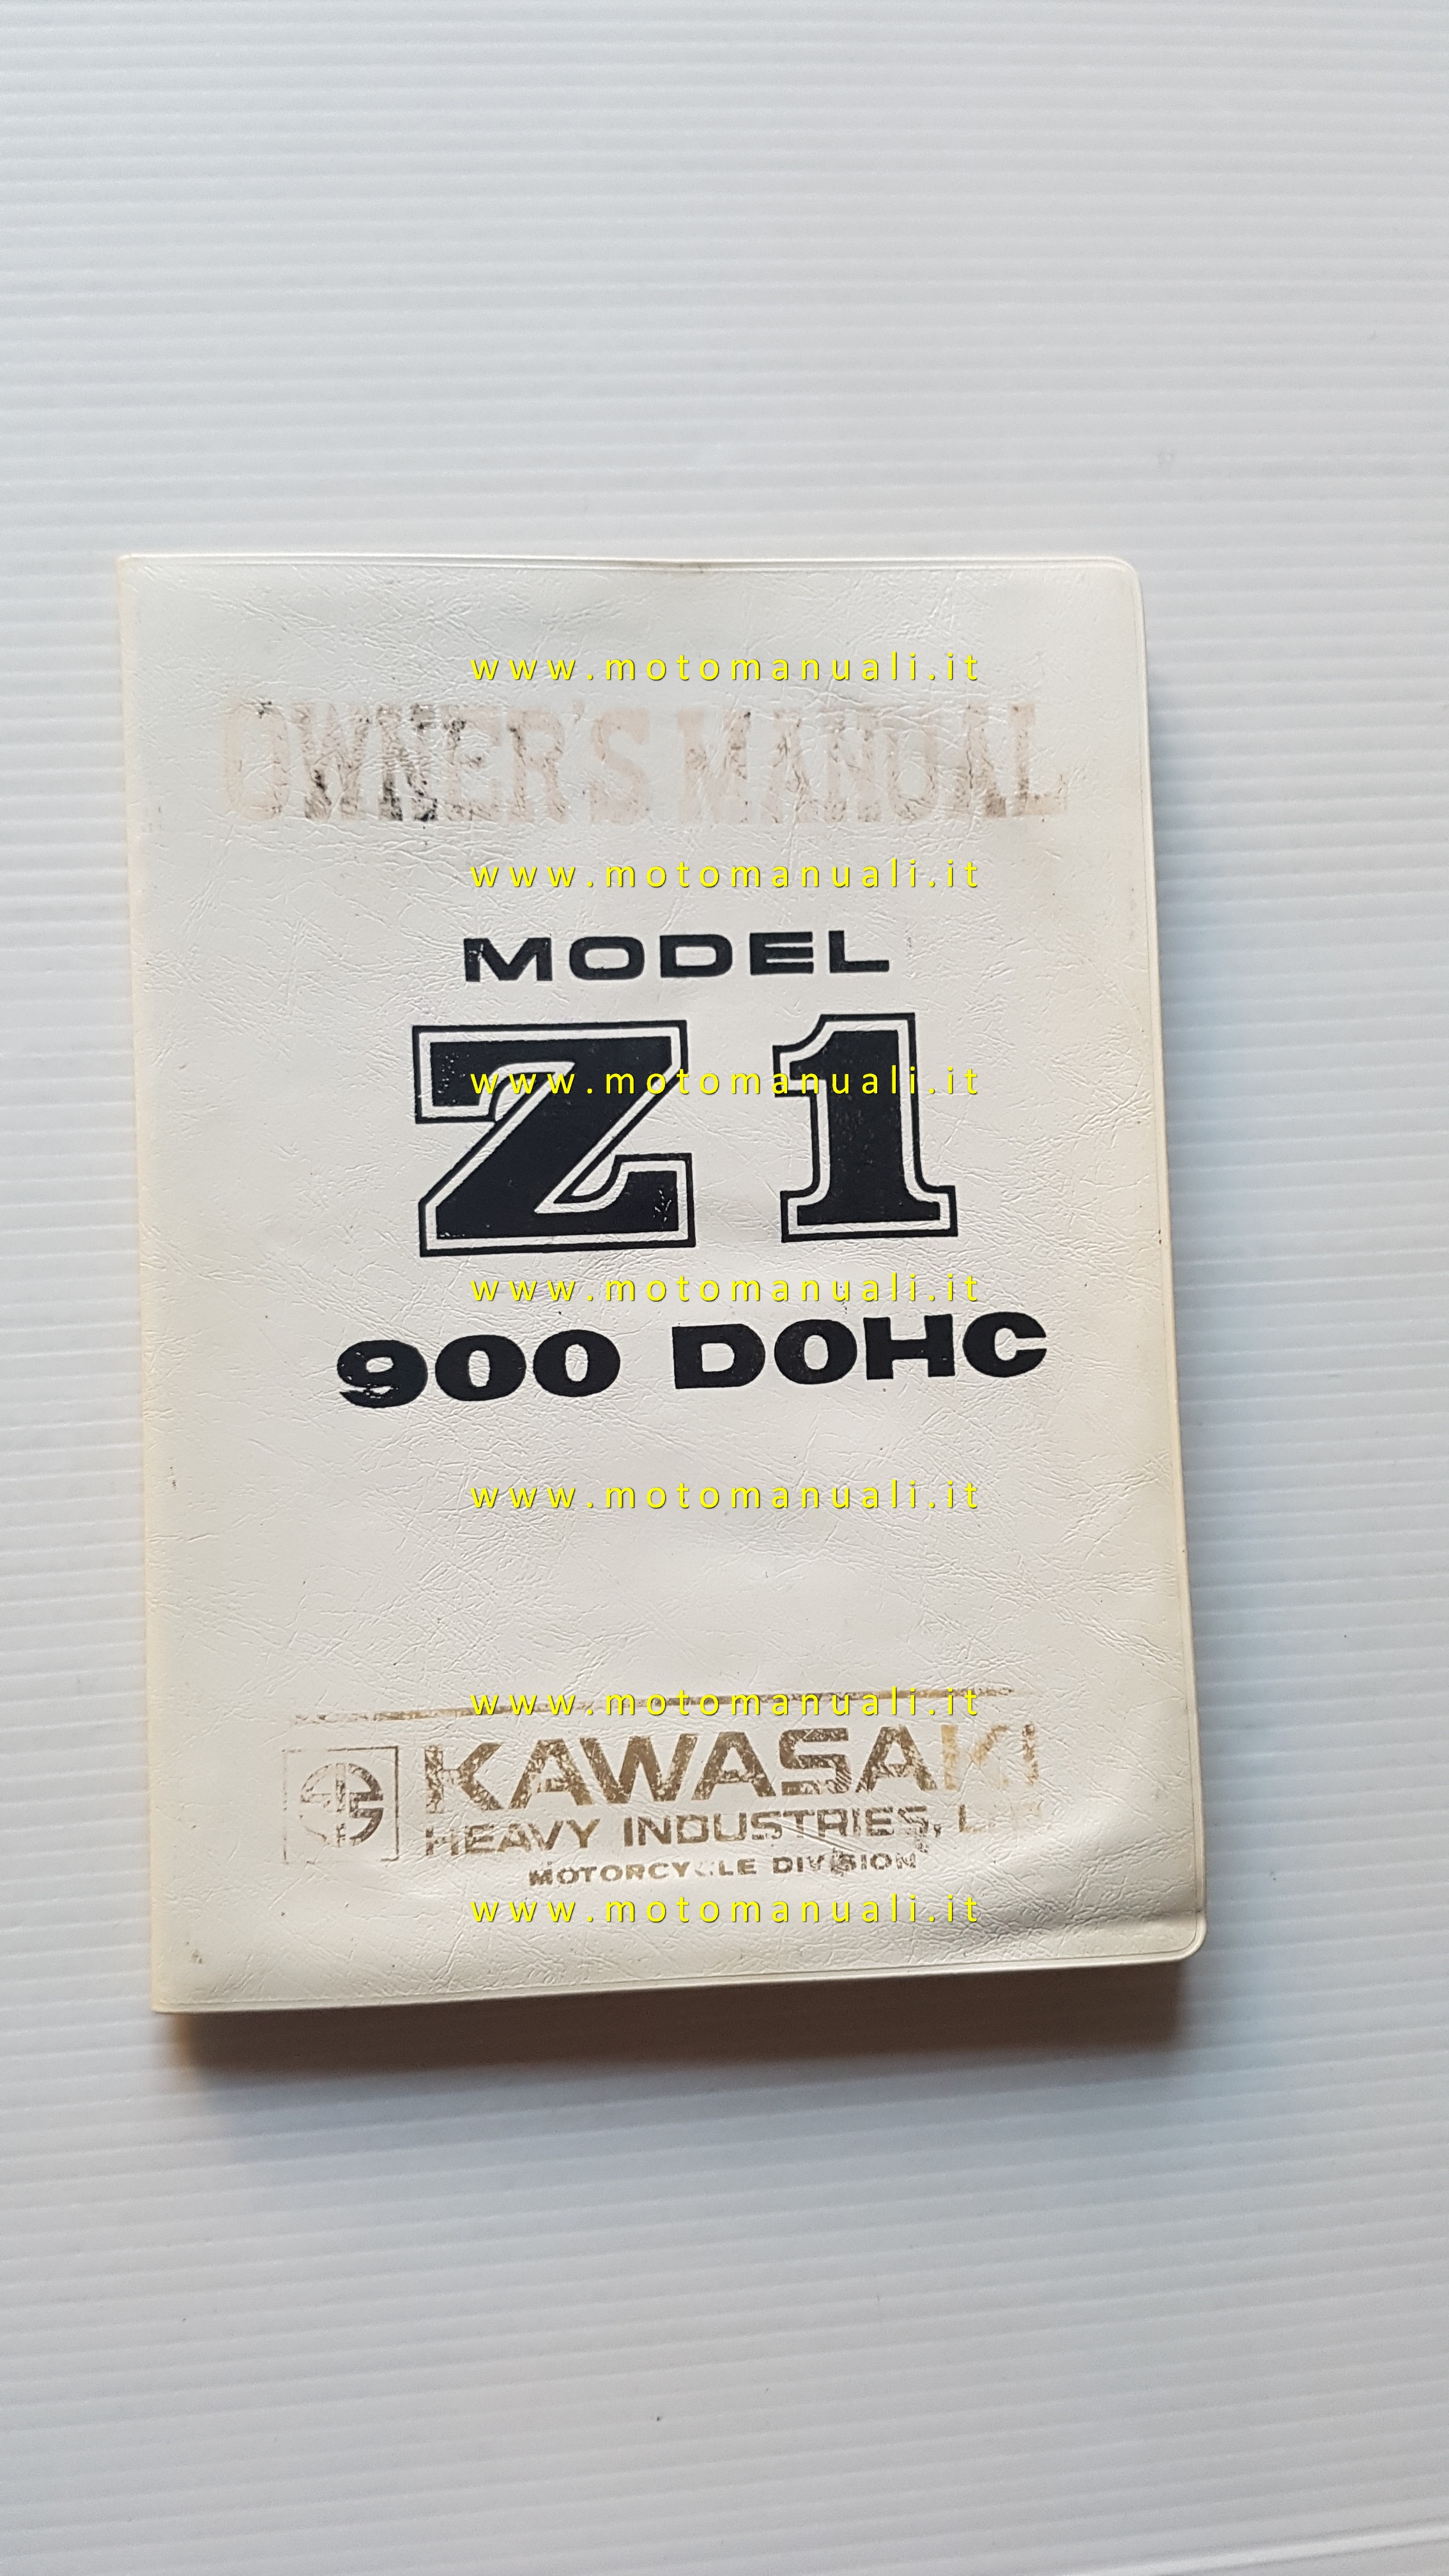 www.motomanuali.it
OWNER'S MANUAL
www.motomanuali.it
MODEL
Z1
www.motomanuali.it
www.motomanuali.it
900 DOHC
www.motomanuali.it
www.motomanuali.it
KAWASAKI
HEAVY INDUSTRIES, LTD
MOTORCYCLE DIVISION
www.motomanuali.it